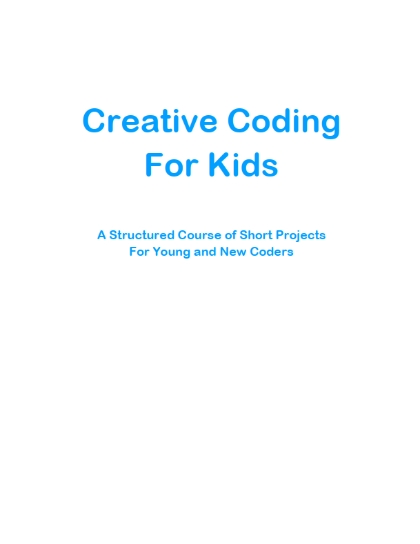 Creative Coding
For Kids
A Structured Course of Short Projects
For Young and New Coders